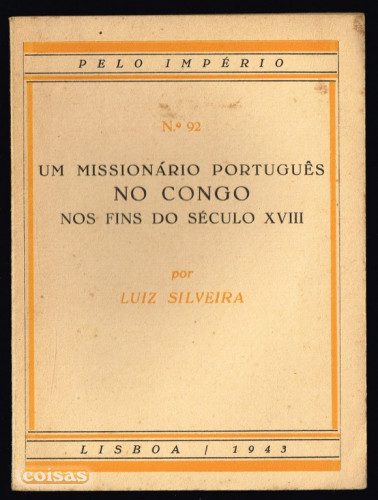 PELO IMPÉRIO
N.º 92
UM MISSIONÁRIO PORTUGUÊS
NO CONGO
NOS FINS DO SÉCULO XVIII
por
LUIZ SILVEIRA
LISBOA / 1943
coisas